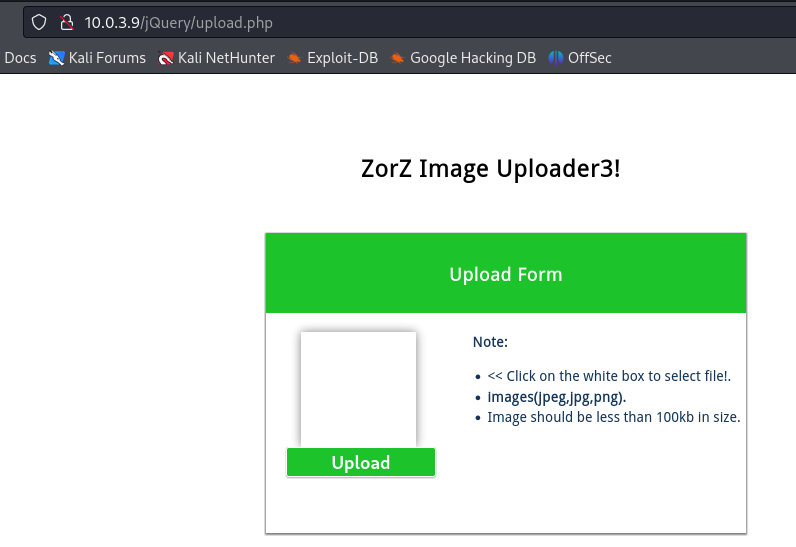 10.0.3.9/jQuery/upload.php
Docs Kali Forums Kali NetHunter Exploit-DB Google Hacking DB OffSec
ZorZ Image Uploader3!
Upload Form
Note:
• << Click on the white box to select file!.
• images(jpeg,jpg,png).
• Image should be less than 100kb in size.
Upload